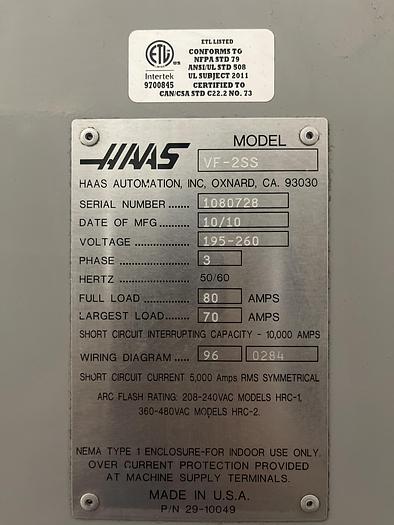 ETL LISTED
CONFORMS TO
NFPA STD 79
ANSI/UL STD 508
UL SUBJECT 2011
CERTIFIED TO
CAN/CSA STD C22.2 NO. 73
ETL
us
Intertek
9700845
HAAS
MODEL
VF-2SS
HAAS AUTOMATION, INC, OXNARD, CA. 93030
SERIAL NUMBER ....... 1080728
DATE OF MFG ........... 10/10
VOLTAGE .................... 195-260
PHASE ........................ 3
HERTZ ........................ 50/60
FULL LOAD ................ 80 AMPS
LARGEST LOAD ......... 70 AMPS
SHORT CIRCUIT INTERRUPTING CAPACITY - 10,000 AMPS
WIRING DIAGRAM ..... 96 0284
SHORT CIRCUIT CURRENT 5,000 Amps RMS SYMMETRICAL
ARC FLASH RATING: 208-240VAC MODELS HRC-1,
360-480VAC MODELS HRC-2.
NEMA TYPE 1 ENCLOSURE-FOR INDOOR USE ONLY.
OVER CURRENT PROTECTION PROVIDED
AT MACHINE SUPPLY TERMINALS.
MADE IN U.S.A.
P/N 29-10049